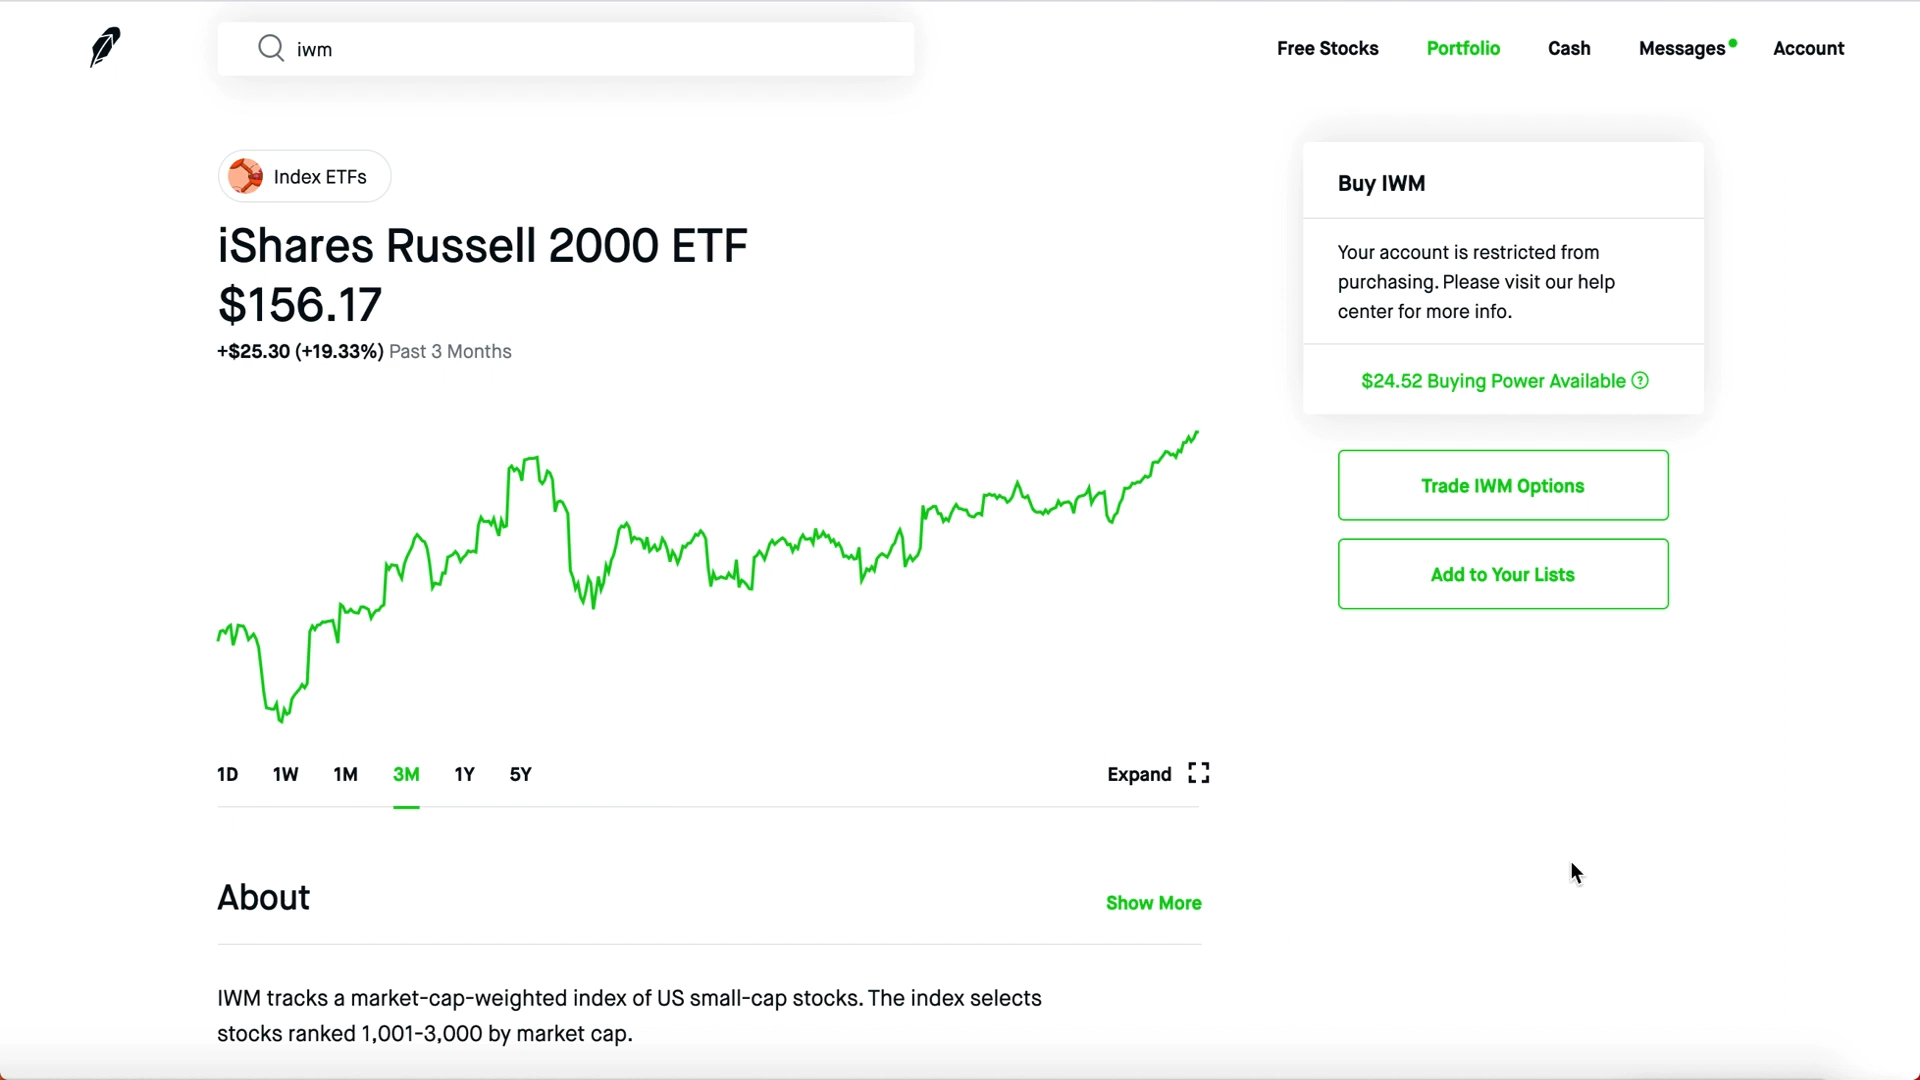 iwm
Free Stocks
Portfolio
Cash
Messages
Account
Index ETFs
iShares Russell 2000 ETF
$156.17
+$25.30 (+19.33%) Past 3 Months
Buy IWM
Your account is restricted from
purchasing. Please visit our help
center for more info.
$24.52 Buying Power Available ?
Trade IWM Options
Add to Your Lists
1D
1W
1M
3M
1Y
5Y
Expand
About
Show More
IWM tracks a market-cap-weighted index of US small-cap stocks. The index selects
stocks ranked 1,001-3,000 by market cap.